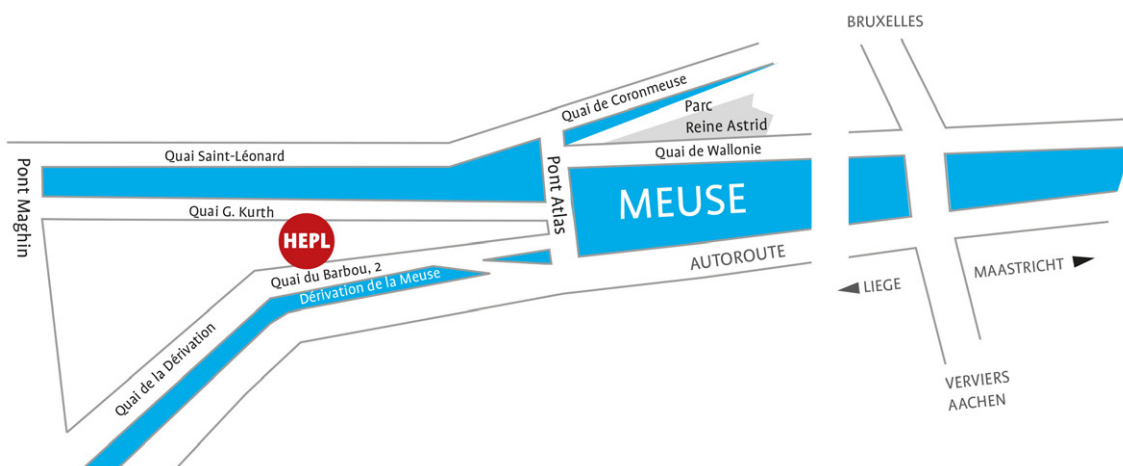 BRUXELLES
Quai de Coronmeuse
Parc
Reine Astrid
Quai Saint-Léonard
Quai de Wallonie
Pont Maghin
Pont Atlas
MEUSE
Quai G. Kurth
HEPL
AUTOROUTE
Quai du Barbou, 2
Dérivation de la Meuse
LIEGE
MAASTRICHT
Quai de la Dérivation
VERVIERS
AACHEN